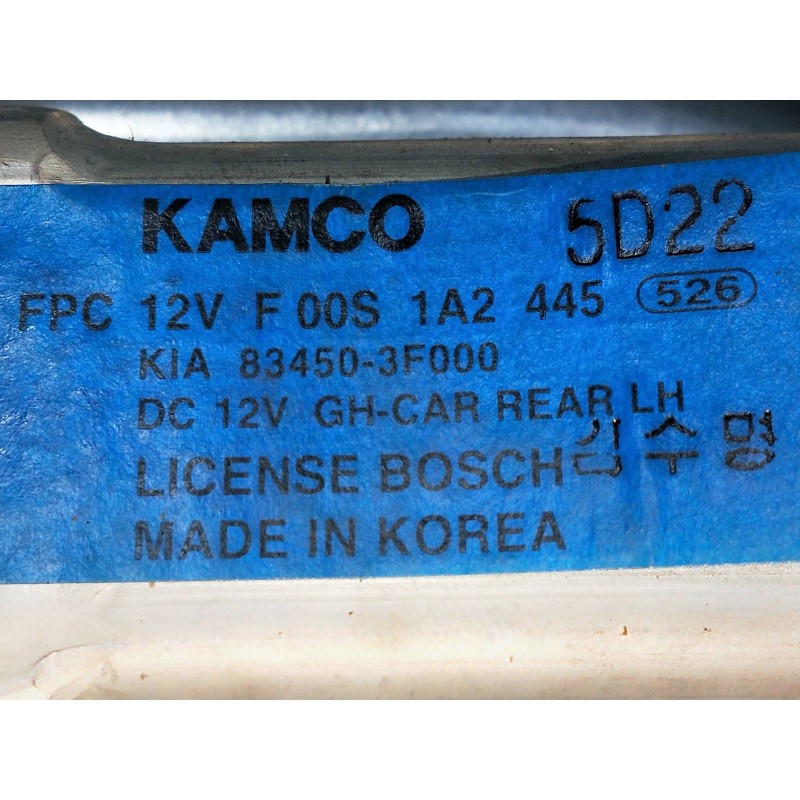 KAMCO 5D22
FPC 12V F 00S 1A2 445 526
KIA 83450-3F000
DC 12V GH-CAR REAR LH
LICENSE BOSCH 김수명
MADE IN KOREA